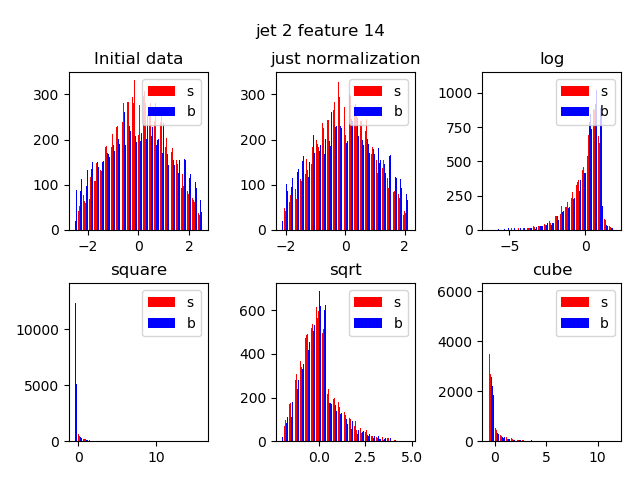 jet 2 feature 14
Initial data
just normalization
log
300
200
100
0
−2
0
2
s
b
300
200
100
0
−2
0
2
s
b
1000
750
500
250
0
−5
0
s
b
square
sqrt
cube
10000
5000
0
0
10
s
b
600
400
200
0
0.0
2.5
5.0
s
b
6000
4000
2000
0
0
5
10
s
b